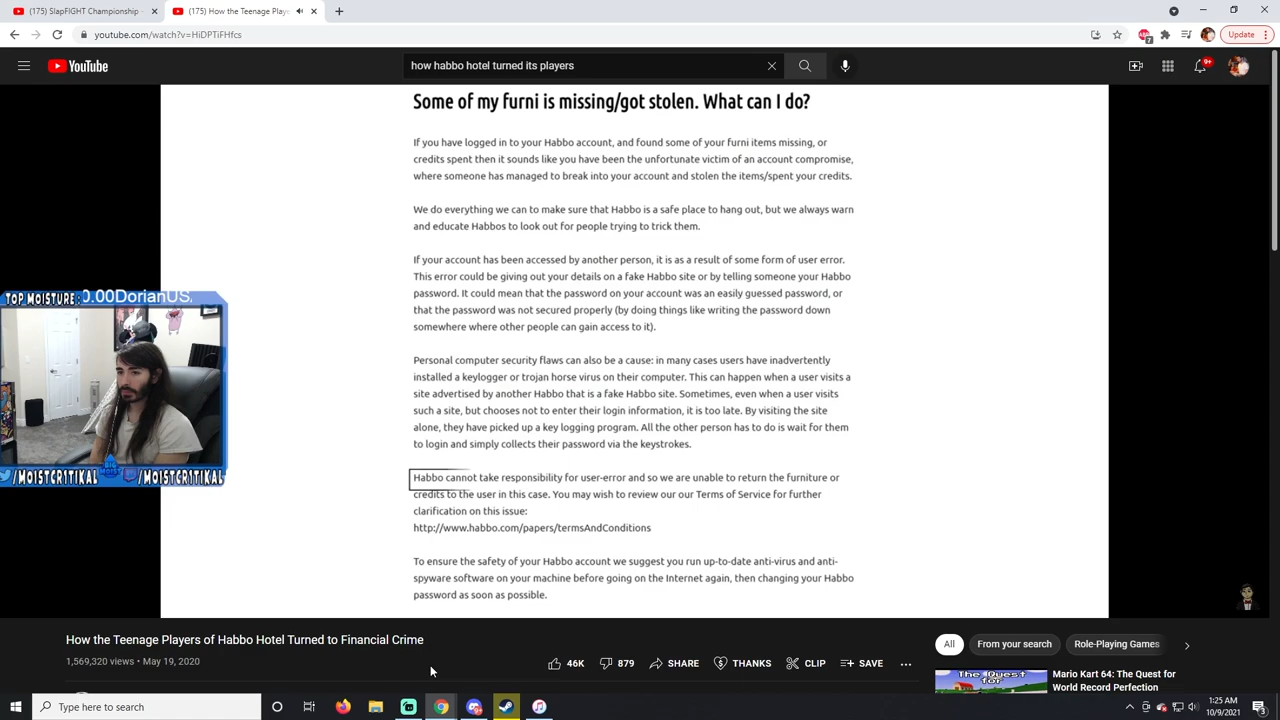 (175) SlapFIGHT Championship -
(175) How the Teenage Playe
youtube.com/watch?v=HiDPTiFHfcs
Update
7
YouTube
how habbo hotel turned its players
9+
Some of my furni is missing/got stolen. What can I do?
If you have logged in to your Habbo account, and found some of your furni items missing, or
credits spent then it sounds like you have been the unfortunate victim of an account compromise,
where someone has managed to break into your account and stolen the items/spent your credits.
We do everything we can to make sure that Habbo is a safe place to hang out, but we always warn
and educate Habbos to look out for people trying to trick them.
If your account has been accessed by another person, it is as a result of some form of user error.
This error could be giving out your details on a fake Habbo site or by telling someone your Habbo
password. It could mean that the password on your account was an easily guessed password, or
that the password was not secured properly (by doing things like writing the password down
somewhere where other people can gain access to it).
Personal computer security flaws can also be a cause: in many cases users have inadvertently
installed a keylogger or trojan horse virus on their computer. This can happen when a user visits a
site advertised by another Habbo that is a fake Habbo site. Sometimes, even when a user visits
such a site, but chooses not to enter their login information, it is too late. By visiting the site
alone, they have picked up a key logging program. All the other person has to do is wait for them
to login and simply collects their password via the keystrokes.
Habbo cannot take responsibility for user-error and so we are unable to return the furniture or
credits to the user in this case. You may wish to review our our Terms of Service for further
clarification on this issue:
http://www.habbo.com/papers/termsAndConditions
To ensure the safety of your Habbo account we suggest you run up-to-date anti-virus and anti-
spyware software on your machine before going on the Internet again, then changing your Habbo
password as soon as possible.
TOP MOISTURE: 0.00DorianUS
/MOISTCR1TIKAL
BIG MOIST
/MOISTCR1TIKAL
How the Teenage Players of Habbo Hotel Turned to Financial Crime
1,569,320 views • May 19, 2020
46K
879
SHARE
THANKS
CLIP
SAVE
All
From your search
Role-Playing Games
The Quest
for
Mario Kart 64: The Quest for
World Record Perfection
Type here to search
1:25 AM
10/9/2021
3